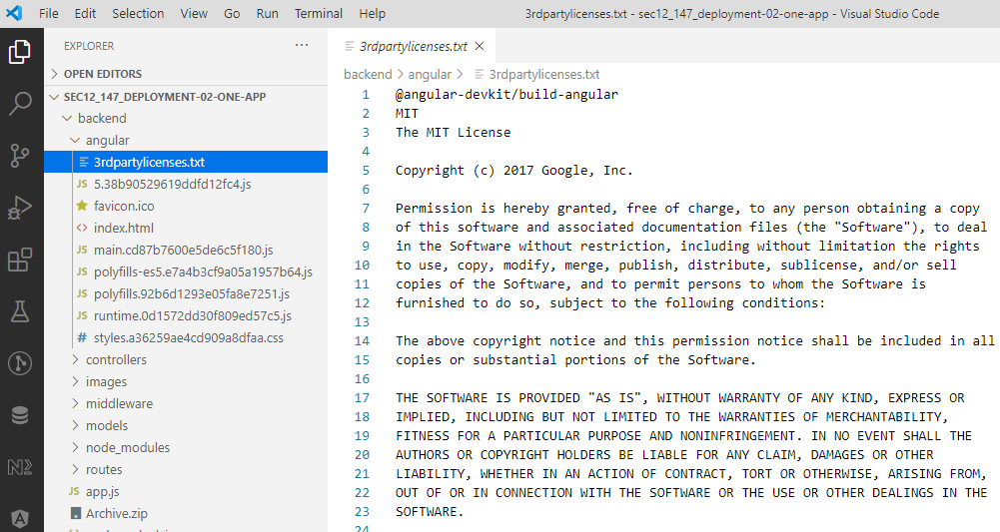 File Edit Selection View Go Run Terminal Help 3rdpartylicenses.txt - sec12_147_deployment-02-one-app - Visual Studio Code
EXPLORER ···
OPEN EDITORS
SEC12_147_DEPLOYMENT-02-ONE-APP
backend
angular
3rdpartylicenses.txt
JS 5.38b90529619ddfd12fc4.js
favicon.ico
<> index.html
JS main.cd87b7600e5de6c5f180.js
JS polyfills-es5.e7a4b3cf9a05a1957b64.js
JS polyfills.92b6d1293e05fa8e7251.js
JS runtime.0d1572dd30f809ed57c5.js
# styles.a36259ae4cd909a8dfaa.css
controllers
images
middleware
models
node_modules
routes
JS app.js
Archive.zip
3rdpartylicenses.txt
backend > angular > 3rdpartylicenses.txt
1 @angular-devkit/build-angular
2 MIT
3 The MIT License
4
5 Copyright (c) 2017 Google, Inc.
6
7 Permission is hereby granted, free of charge, to any person obtaining a copy
8 of this software and associated documentation files (the "Software"), to deal
9 in the Software without restriction, including without limitation the rights
10 to use, copy, modify, merge, publish, distribute, sublicense, and/or sell
11 copies of the Software, and to permit persons to whom the Software is
12 furnished to do so, subject to the following conditions:
13
14 The above copyright notice and this permission notice shall be included in all
15 copies or substantial portions of the Software.
16
17 THE SOFTWARE IS PROVIDED "AS IS", WITHOUT WARRANTY OF ANY KIND, EXPRESS OR
18 IMPLIED, INCLUDING BUT NOT LIMITED TO THE WARRANTIES OF MERCHANTABILITY,
19 FITNESS FOR A PARTICULAR PURPOSE AND NONINFRINGEMENT. IN NO EVENT SHALL THE
20 AUTHORS OR COPYRIGHT HOLDERS BE LIABLE FOR ANY CLAIM, DAMAGES OR OTHER
21 LIABILITY, WHETHER IN AN ACTION OF CONTRACT, TORT OR OTHERWISE, ARISING FROM,
22 OUT OF OR IN CONNECTION WITH THE SOFTWARE OR THE USE OR OTHER DEALINGS IN THE
23 SOFTWARE.
24